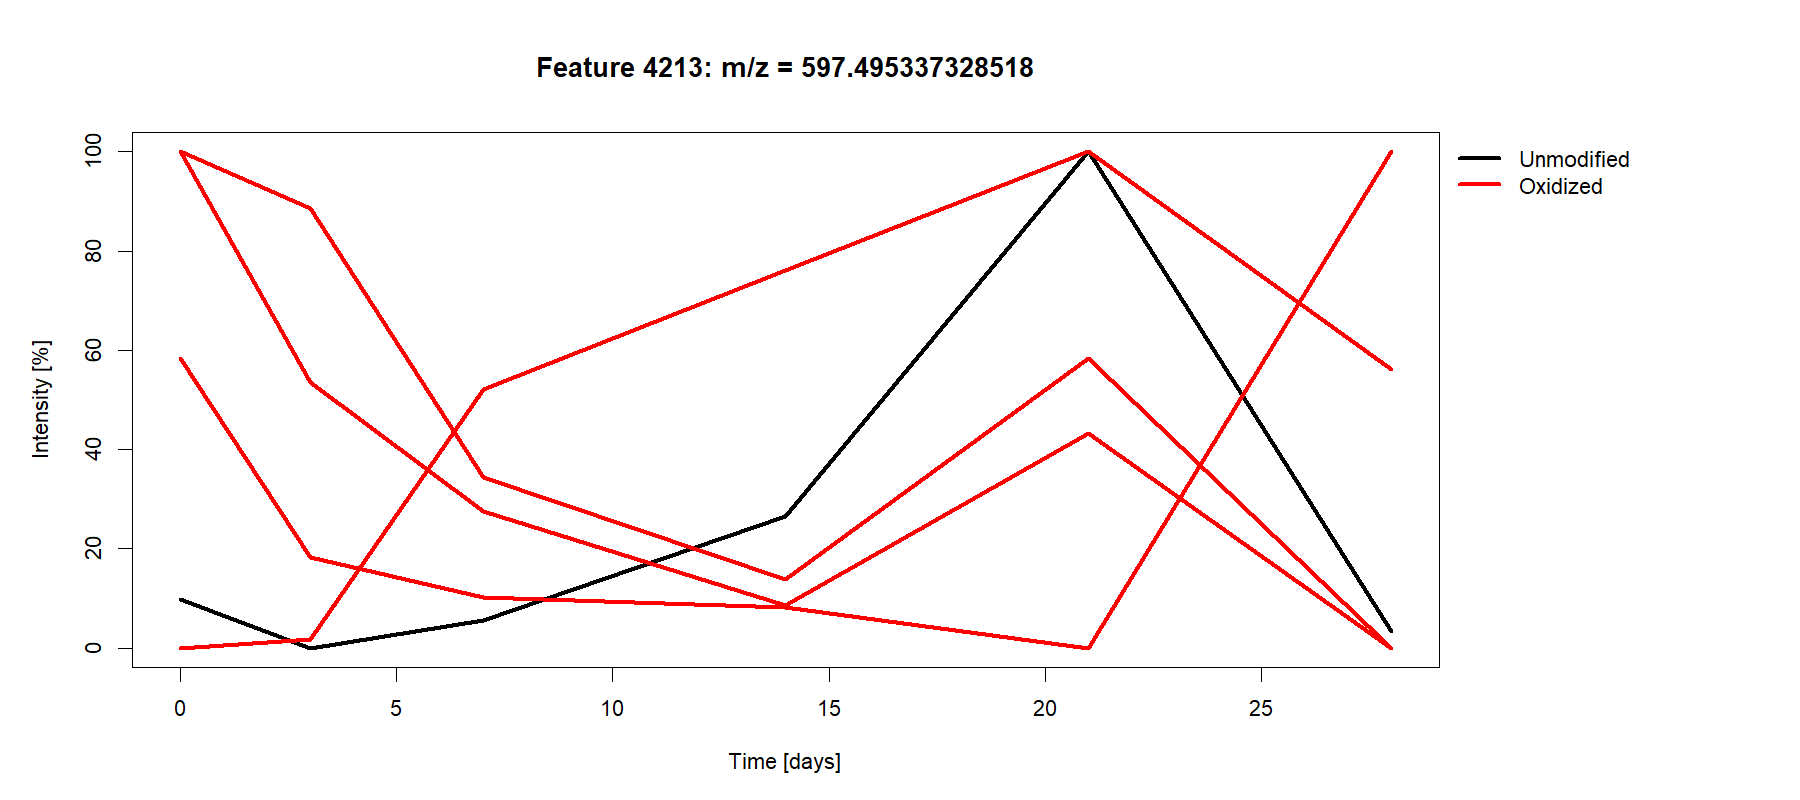 Feature 4213: m/z = 597.495337328518
Unmodified
Oxidized
Intensity [%]
100
80
60
40
20
0
0 5 10 15 20 25
Time [days]